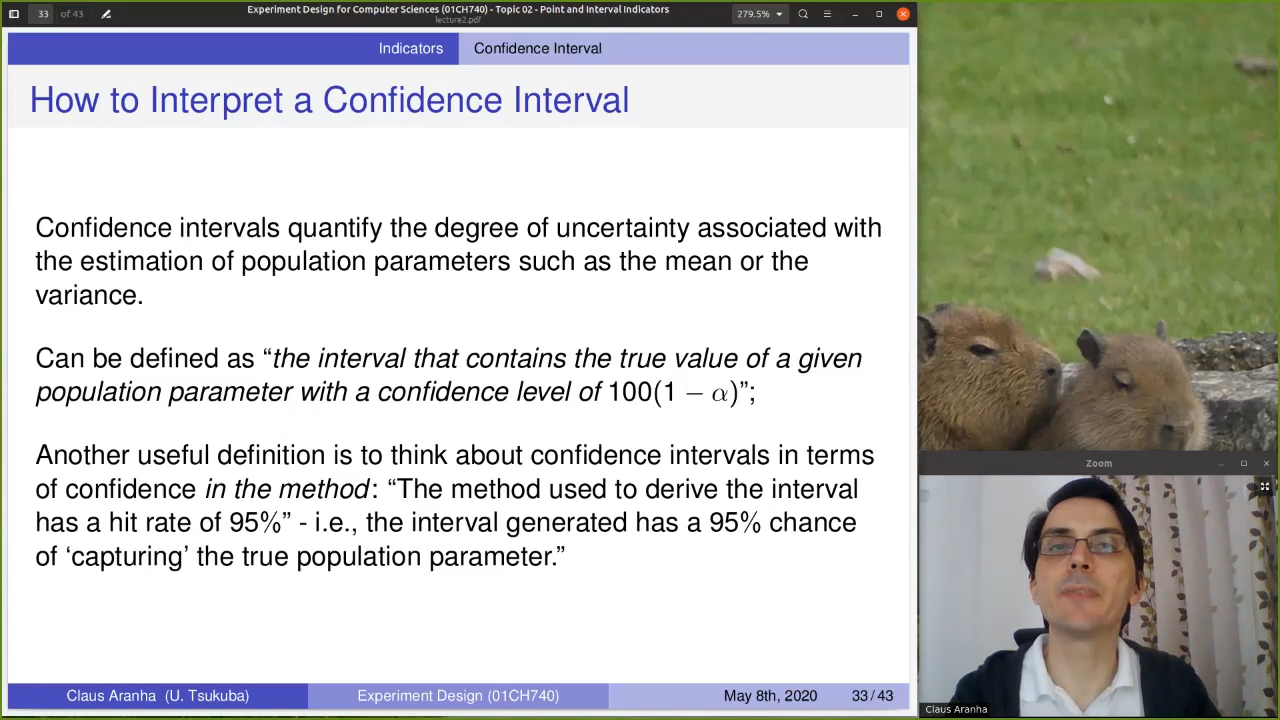 33 of 43
Experiment Design for Computer Sciences (01CH740) - Topic 02 - Point and Interval Indicators
lecture2.pdf
279.5%
Indicators
Confidence Interval
How to Interpret a Confidence Interval
Confidence intervals quantify the degree of uncertainty associated with
the estimation of population parameters such as the mean or the
variance.
Can be defined as “the interval that contains the true value of a given
population parameter with a confidence level of 100(1 − α)”;
Another useful definition is to think about confidence intervals in terms
of confidence in the method: “The method used to derive the interval
has a hit rate of 95%” - i.e., the interval generated has a 95% chance
of ‘capturing’ the true population parameter.”
Claus Aranha (U. Tsukuba)
Experiment Design (01CH740)
May 8th, 2020
33 / 43
Zoom
Claus Aranha